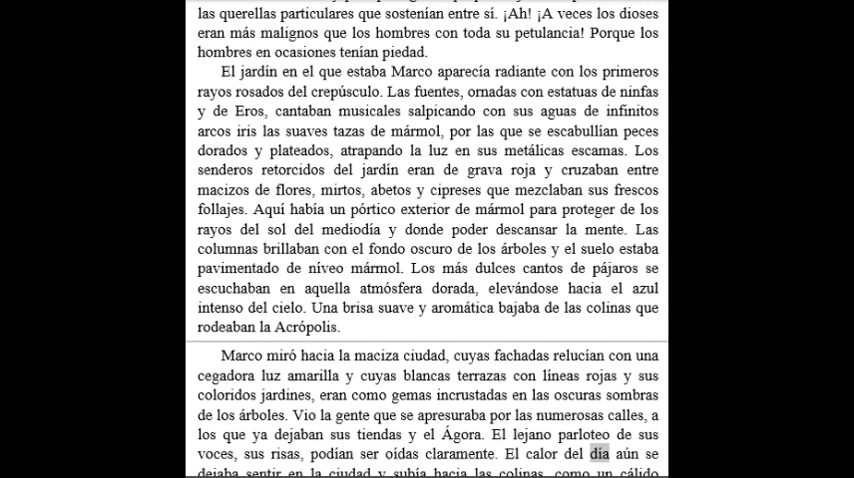 las querellas particulares que sostenían entre sí. ¡Ah! ¡A veces los dioses
eran más malignos que los hombres con toda su petulancia! Porque los
hombres en ocasiones tenían piedad.
El jardín en el que estaba Marco aparecía radiante con los primeros
rayos rosados del crepúsculo. Las fuentes, ornadas con estatuas de ninfas
y de Eros, cantaban musicales salpicando con sus aguas de infinitos
arcos iris las suaves tazas de mármol, por las que se escabullían peces
dorados y plateados, atrapando la luz en sus metálicas escamas. Los
senderos retorcidos del jardín eran de grava roja y cruzaban entre
macizos de flores, mirtos, abetos y cipreses que mezclaban sus frescos
follajes. Aquí había un pórtico exterior de mármol para proteger de los
rayos del sol del mediodía y donde poder descansar la mente. Las
columnas brillaban con el fondo oscuro de los árboles y el suelo estaba
pavimentado de níveo mármol. Los más dulces cantos de pájaros se
escuchaban en aquella atmósfera dorada, elevándose hacia el azul
intenso del cielo. Una brisa suave y aromática bajaba de las colinas que
rodeaban la Acrópolis.
Marco miró hacia la maciza ciudad, cuyas fachadas relucían con una
cegadora luz amarilla y cuyas blancas terrazas con líneas rojas y sus
coloridos jardines, eran como gemas incrustadas en las oscuras sombras
de los árboles. Vio la gente que se apresuraba por las numerosas calles, a
los que ya dejaban sus tiendas y el Ágora. El lejano parloteo de sus
voces, sus risas, podían ser oídas claramente. El calor del día aún se
dejaba sentir en la ciudad y subía hacia las colinas, como un cálido